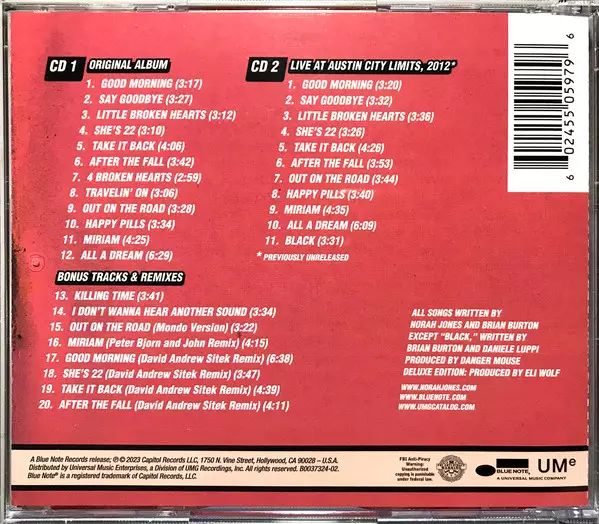 CD 1 ORIGINAL ALBUM
1. GOOD MORNING (3:17)
2. SAY GOODBYE (3:27)
3. LITTLE BROKEN HEARTS (3:12)
4. SHE'S 22 (3:10)
5. TAKE IT BACK (4:06)
6. AFTER THE FALL (3:42)
7. 4 BROKEN HEARTS (2:59)
8. TRAVELIN' ON (3:06)
9. OUT ON THE ROAD (3:28)
10. HAPPY PILLS (3:34)
11. MIRIAM (4:25)
12. ALL A DREAM (6:29)
BONUS TRACKS & REMIXES
13. KILLING TIME (3:41)
14. I DON'T WANNA HEAR ANOTHER SOUND (3:34)
15. OUT ON THE ROAD (Mondo Version) (3:22)
16. MIRIAM (Peter Bjorn and John Remix) (4:15)
17. GOOD MORNING (David Andrew Sitek Remix) (6:38)
18. SHE'S 22 (David Andrew Sitek Remix) (3:47)
19. TAKE IT BACK (David Andrew Sitek Remix) (4:39)
20. AFTER THE FALL (David Andrew Sitek Remix) (4:11)
CD 2 LIVE AT AUSTIN CITY LIMITS, 2012*
1. GOOD MORNING (3:20)
2. SAY GOODBYE (3:32)
3. LITTLE BROKEN HEARTS (3:36)
4. SHE'S 22 (3:26)
5. TAKE IT BACK (4:26)
6. AFTER THE FALL (3:53)
7. OUT ON THE ROAD (3:44)
8. HAPPY PILLS (3:40)
9. MIRIAM (4:35)
10. ALL A DREAM (6:09)
11. BLACK (3:31)
* PREVIOUSLY UNRELEASED
6 02455 05979 6
ALL SONGS WRITTEN BY
NORAH JONES AND BRIAN BURTON
EXCEPT "BLACK," WRITTEN BY
BRIAN BURTON AND DANIELE LUPPI
PRODUCED BY DANGER MOUSE
DELUXE EDITION: PRODUCED BY ELI WOLF
WWW.NORAHJONES.COM
WWW.BLUENOTE.COM
WWW.UMGCATALOG.COM
A Blue Note Records release; ℗ © 2023 Capitol Records LLC, 1750 N. Vine Street, Hollywood, CA 90028 – U.S.A.
Distributed by Universal Music Enterprises, a Division of UMG Recordings, Inc. All rights reserved. B0037324-02.
Blue Note® is a registered trademark of Capitol Records, LLC.
FBI Anti-Piracy
Warning:
Unauthorized
copying is punishable
under federal law.
BLUE NOTE
UMe
A UNIVERSAL MUSIC COMPANY